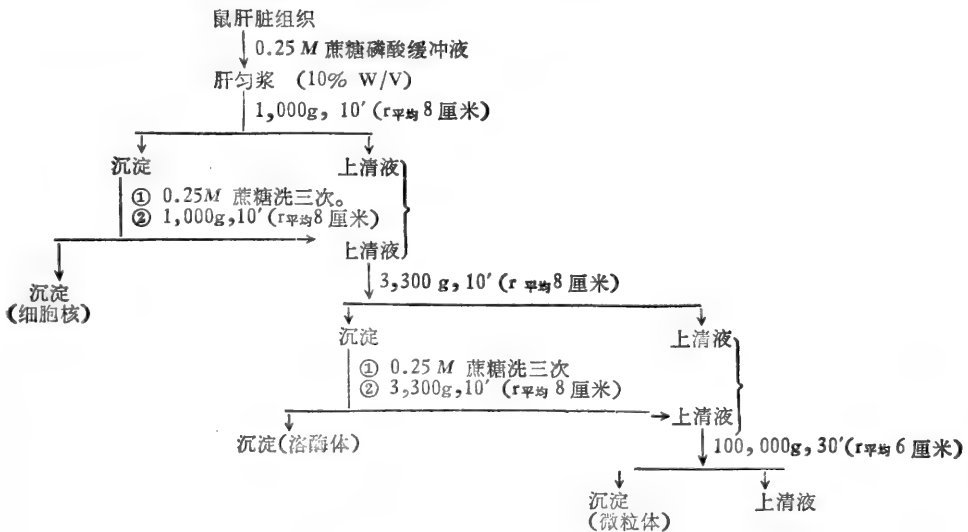 鼠肝脏组织
0.25 M 蔗糖磷酸缓冲液
肝匀浆 (10% W/V)
1,000g, 10′(r平均8厘米)
沉淀
上清液
① 0.25M 蔗糖洗三次。
② 1,000g,10′(r平均8厘米)
上清液
沉淀
(细胞核)
3,300 g, 10′(r 平均8厘米)
沉淀
上清液
① 0.25 M 蔗糖洗三次
② 3,300g,10′(r平均 8 厘米)
上清液
沉淀(溶酶体)
100,000g,30′(r平均6厘米)
沉淀
(微粒体)
上清液